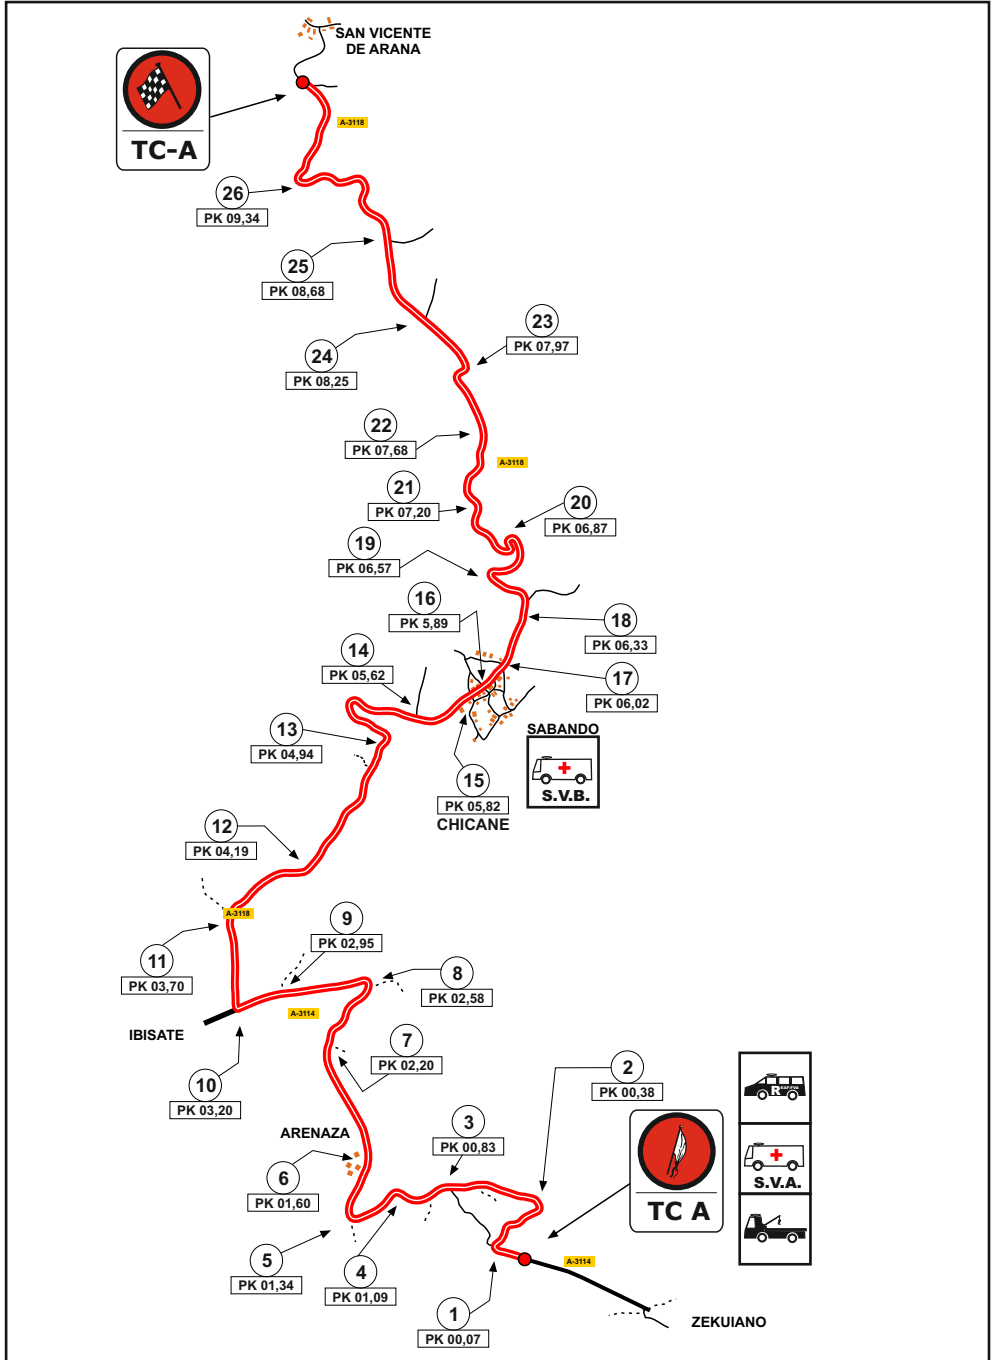 SAN VICENTE
DE ARANA
TC-A
A-3118
26
PK 09,34
25
PK 08,68
23
PK 07,97
24
PK 08,25
22
PK 07,68
A-3118
21
PK 07,20
20
PK 06,87
19
PK 06,57
16
PK 5,89
18
PK 06,33
14
PK 05,62
17
PK 06,02
13
PK 04,94
SABANDO
S.V.B.
15
PK 05,82
CHICANE
12
PK 04,19
A-3118
9
PK 02,95
11
PK 03,70
8
PK 02,58
A-3114
IBISATE
7
PK 02,20
10
PK 03,20
2
PK 00,38
3
PK 00,83
ARENAZA
6
PK 01,60
TC A
S.V.A.
5
PK 01,34
4
PK 01,09
A-3114
1
PK 00,07
ZEKUIANO